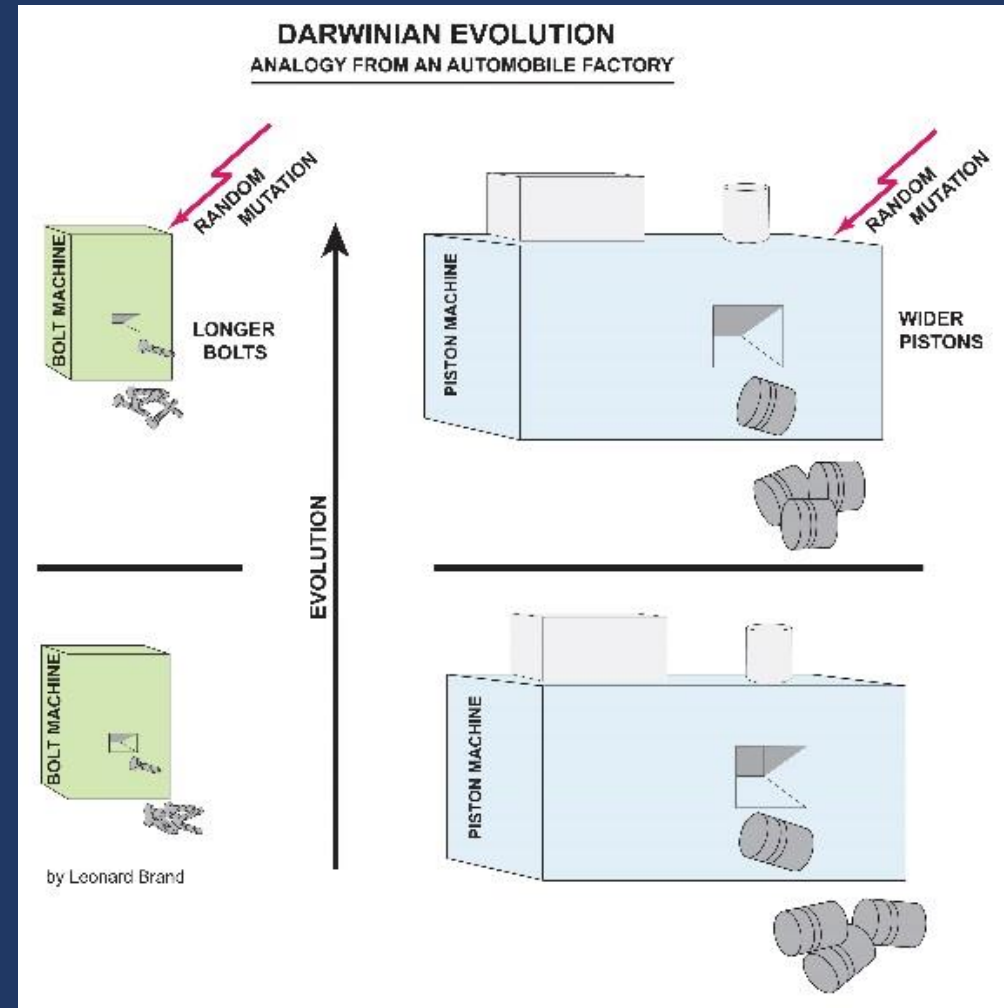 DARWINIAN EVOLUTION
ANALOGY FROM AN AUTOMOBILE FACTORY
RANDOM
MUTATION
BOLT MACHINE
LONGER
BOLTS
RANDOM
MUTATION
PISTON MACHINE
WIDER
PISTONS
EVOLUTION
BOLT MACHINE
PISTON MACHINE
by Leonard Brand